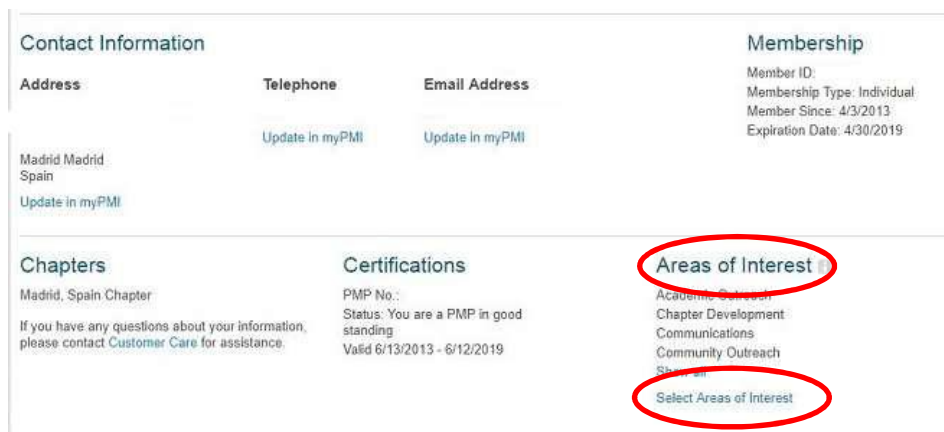 Contact Information
Address
Telephone
Email Address
Update in myPMI
Update in myPMI
Madrid Madrid
Spain
Update in myPMI
Membership
Member ID:
Membership Type: Individual
Member Since: 4/3/2013
Expiration Date: 4/30/2019
Chapters
Madrid, Spain Chapter
If you have any questions about your information,
please contact Customer Care for assistance.
Certifications
PMP No.:
Status: You are a PMP in good
standing
Valid 6/13/2013 - 6/12/2019
Areas of Interest
Academic Outreach
Chapter Development
Communications
Community Outreach
Show all
Select Areas of Interest